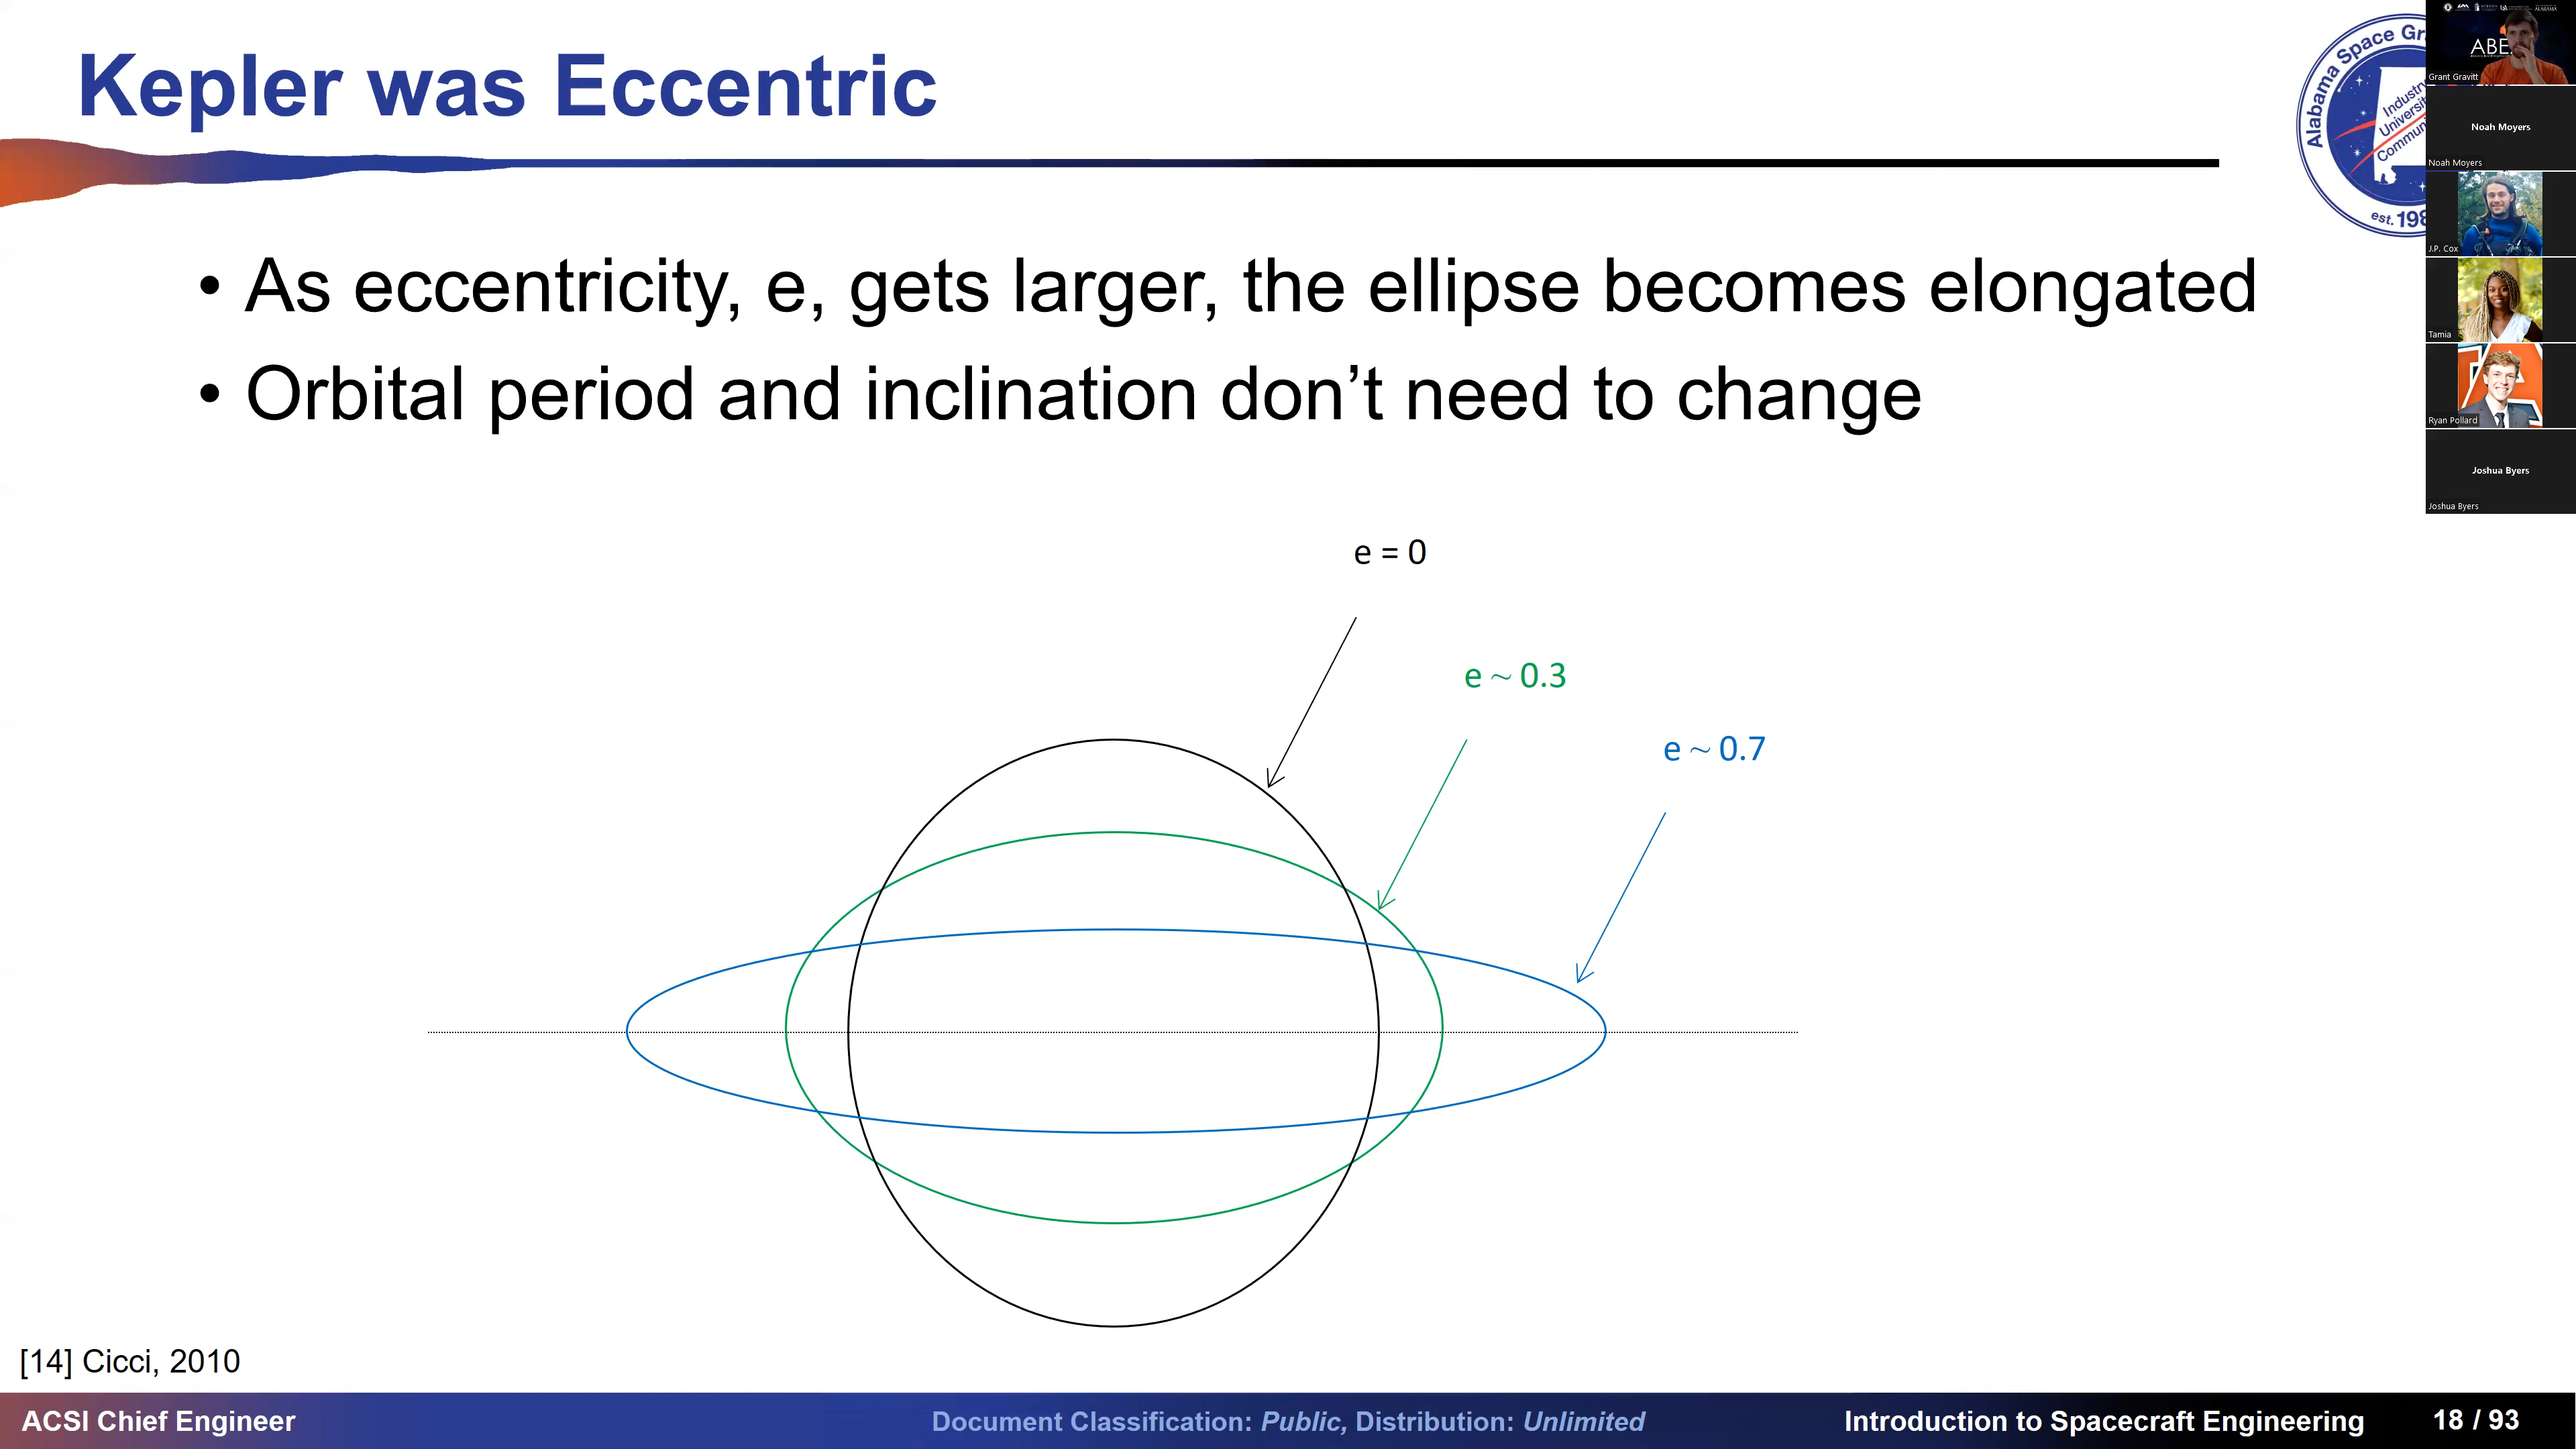 Kepler was Eccentric
• As eccentricity, e, gets larger, the ellipse becomes elongated
• Orbital period and inclination don’t need to change
e = 0
e ~ 0.3
e ~ 0.7
[14] Cicci, 2010
ACSI Chief Engineer
Document Classification: Public, Distribution: Unlimited
Introduction to Spacecraft Engineering
18 / 93
Alabama Space Gr
Industry
Universit
Commun
est. 198
ABE
Grant Gravitt
Noah Moyers
Noah Moyers
J.P. Cox
Tamia
Ryan Pollard
Joshua Byers
Joshua Byers